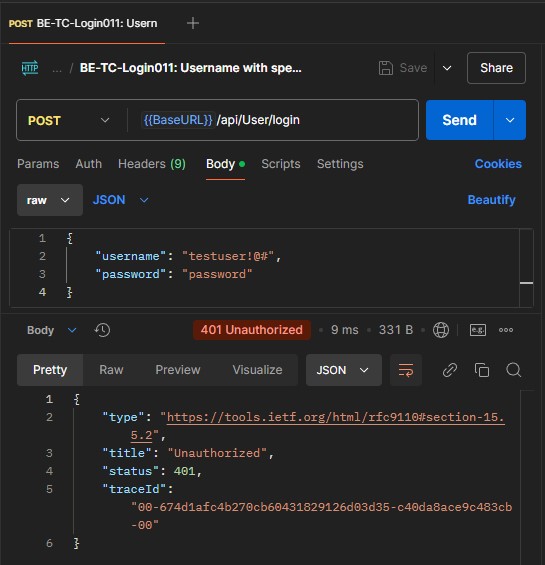 POST BE-TC-Login011: Usern
HTTP ... / BE-TC-Login011: Username with spe... Save Share
POST {{BaseURL}} /api/User/login Send
Params Auth Headers (9) Body Scripts Settings Cookies
raw JSON Beautify
1 {
2 "username": "testuser!@#",
3 "password": "password"
4 }
Body 401 Unauthorized • 9 ms • 331 B e.g.
Pretty Raw Preview Visualize JSON
1 {
2 "type": "https://tools.ietf.org/html/rfc9110#section-15.
5.2",
3 "title": "Unauthorized",
4 "status": 401,
5 "traceId":
"00-674d1afc4b270cb60431829126d03d35-c40da8ace9c483cb
-00"
6 }